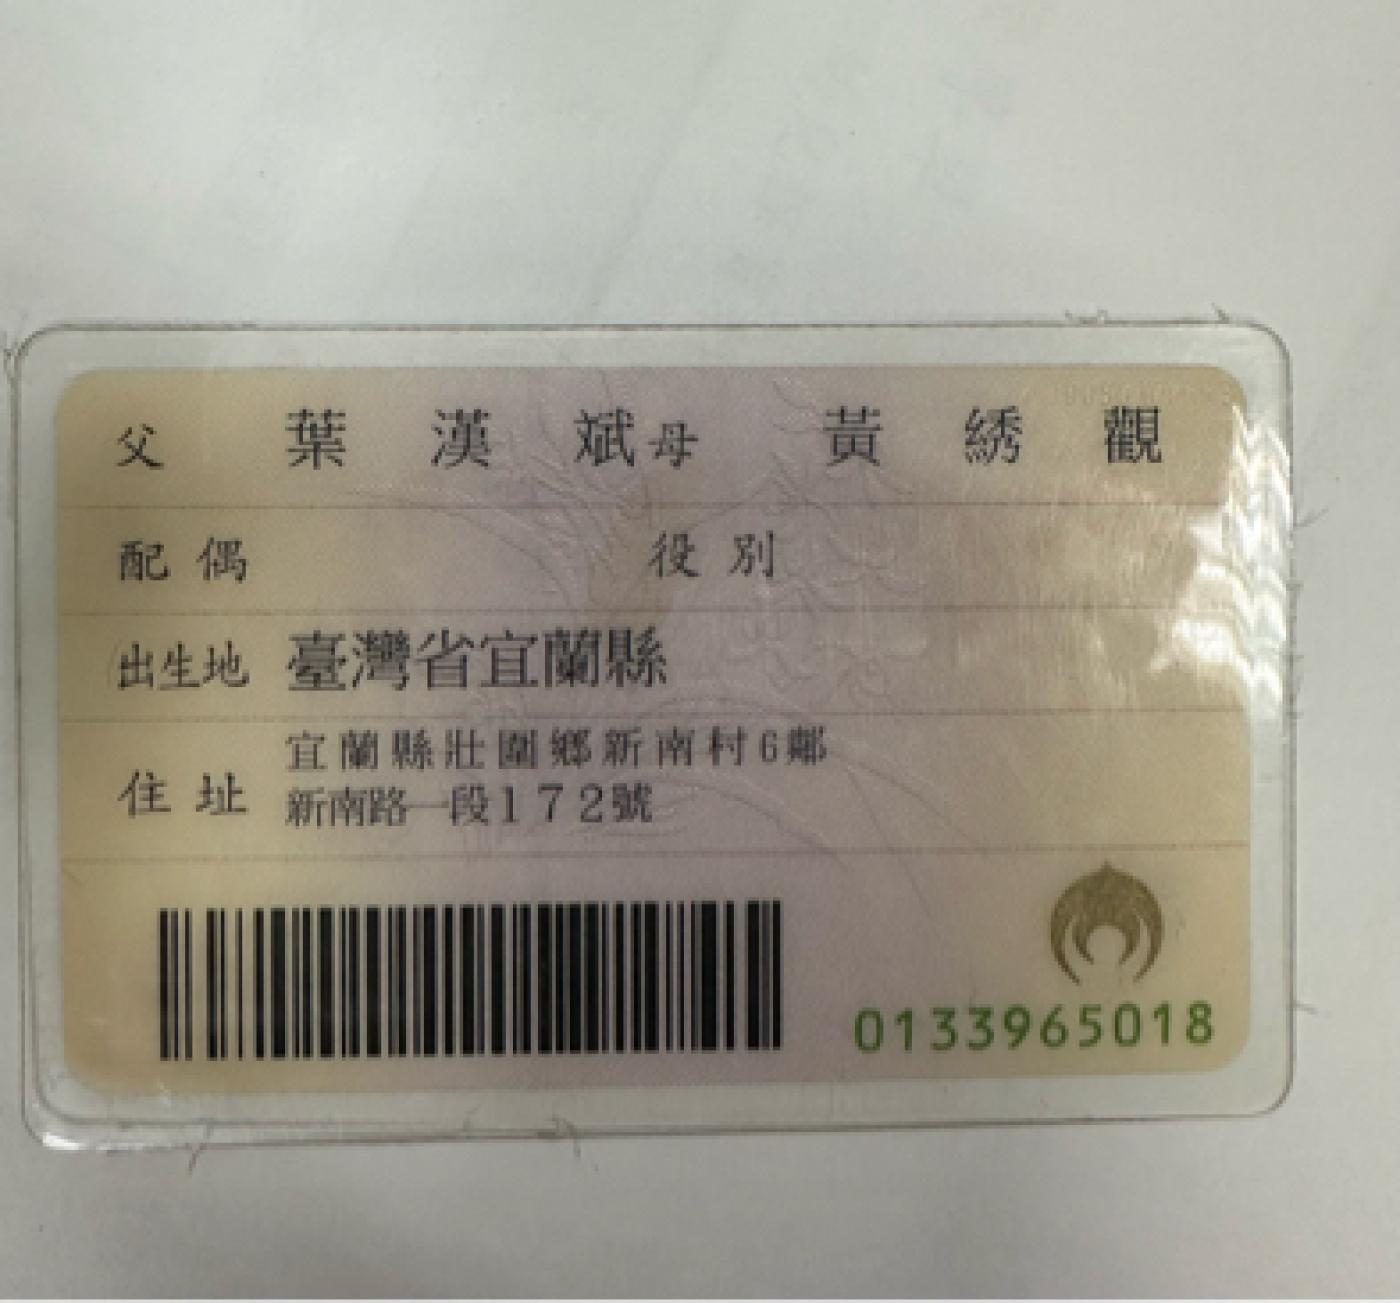 父 葉漢斌 母 黃綉觀
配偶 役別
出生地 臺灣省宜蘭縣
住址 宜蘭縣壯圍鄉新南村6鄰
新南路一段172號
0133965018